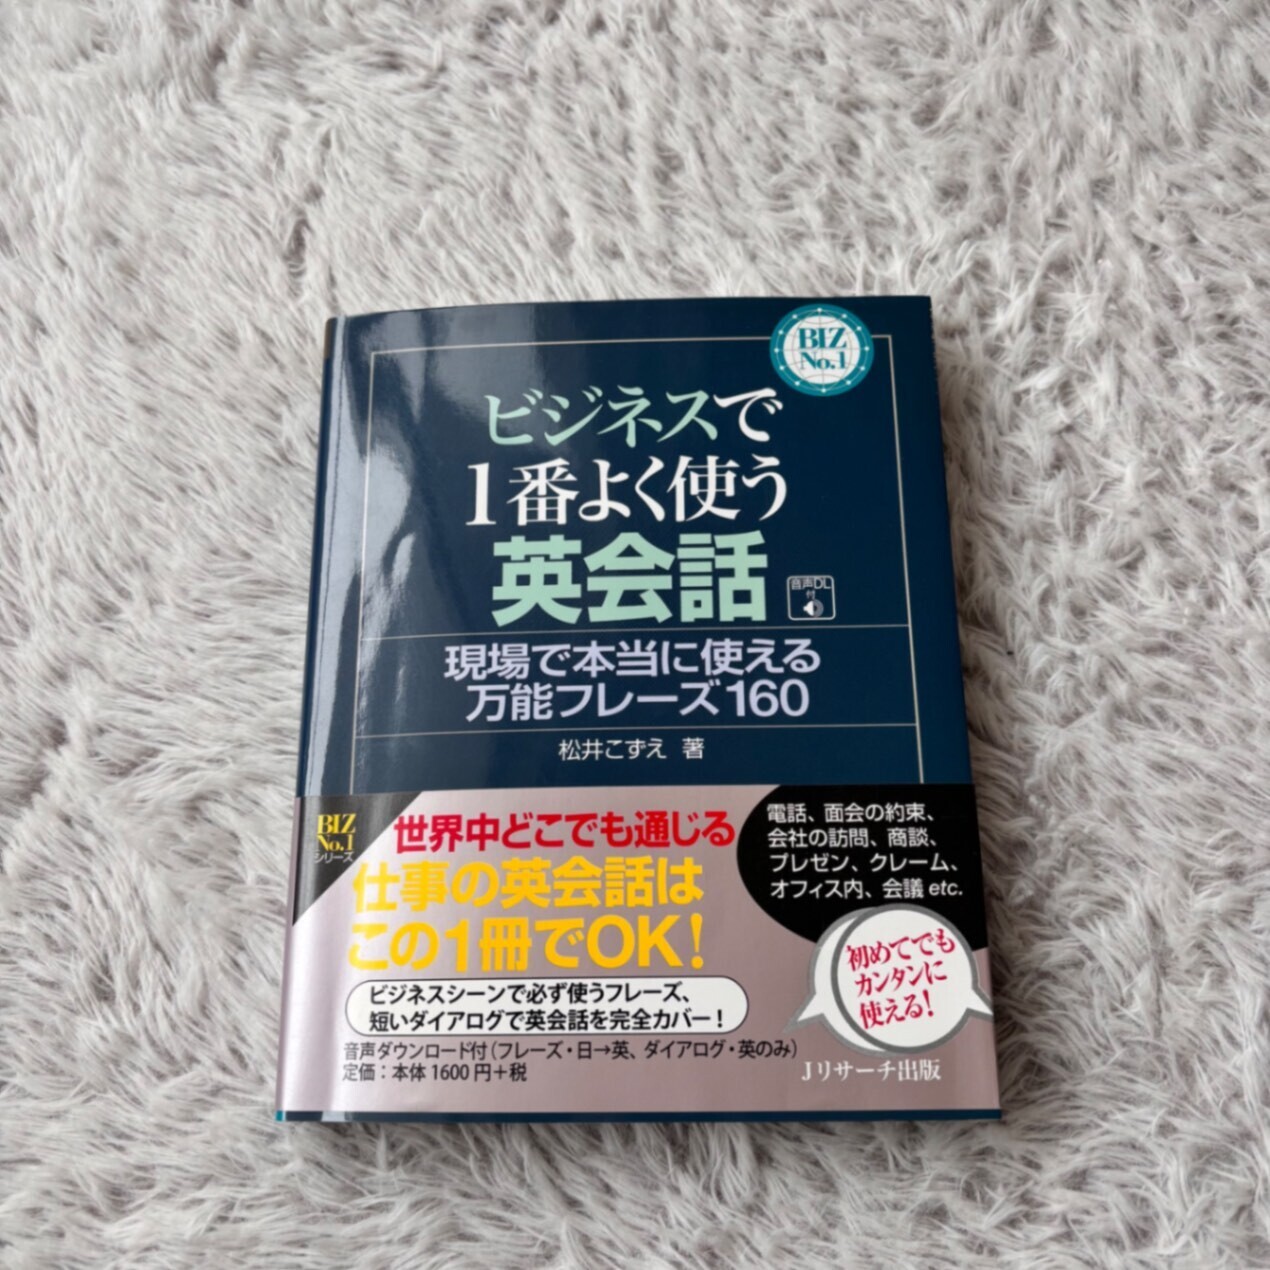 BIZ
No.1
ビジネスで
1番よく使う
英会話
音声DL
付
現場で本当に使える
万能フレーズ160
松井こずえ 著
BIZ
No.1
シリーズ
世界中どこでも通じる
仕事の英会話は
この1冊でOK!
電話、面会の約束、
会社の訪問、商談、
プレゼン、クレーム、
オフィス内、会議 etc.
初めてでも
カンタンに
使える!
ビジネスシーンで必ず使うフレーズ、
短いダイアログで英会話を完全カバー!
音声ダウンロード付(フレーズ・日→英、ダイアログ・英のみ)
定価:本体1600円+税
Jリサーチ出版